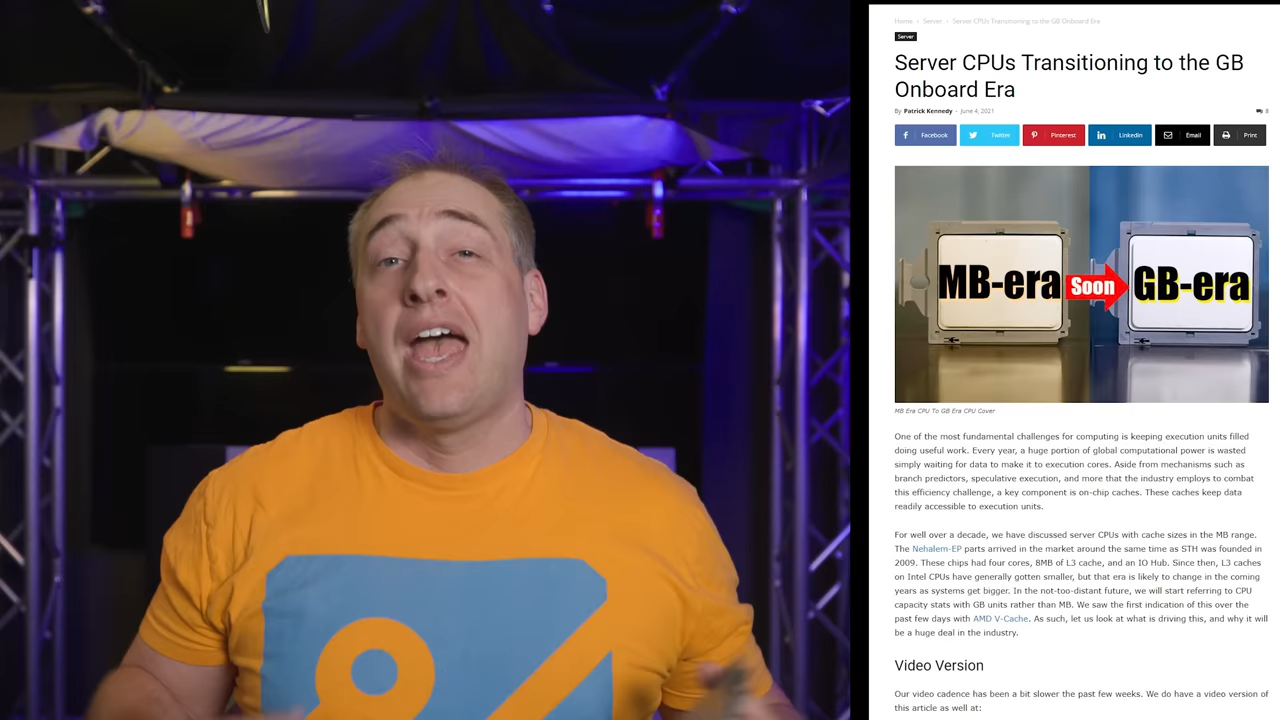 Home › Server › Server CPUs Transitioning to the GB Onboard Era
Server
Server CPUs Transitioning to the GB
Onboard Era
By Patrick Kennedy - June 4, 2021 8
Facebook Twitter Pinterest Linkedin Email Print
MB-era Soon GB-era
MB Era CPU To GB Era CPU Cover
One of the most fundamental challenges for computing is keeping execution units filled
doing useful work. Every year, a huge portion of global computational power is wasted
simply waiting for data to make it to execution cores. Aside from mechanisms such as
branch predictors, speculative execution, and more that the industry employs to combat
this efficiency challenge, a key component is on-chip caches. These caches keep data
readily accessible to execution units.
For well over a decade, we have discussed server CPUs with cache sizes in the MB range.
The Nehalem-EP parts arrived in the market around the same time as STH was founded in
2009. These chips had four cores, 8MB of L3 cache, and an IO Hub. Since then, L3 caches
on Intel CPUs have generally gotten smaller, but that era is likely to change in the coming
years as systems get bigger. In the not-too-distant future, we will start referring to CPU
capacity stats with GB units rather than MB. We saw the first indication of this over the
past few days with AMD V-Cache. As such, let us look at what is driving this, and why it will
be a huge deal in the industry.
Video Version
Our video cadence has been a bit slower the past few weeks. We do have a video version of
this article as well at: